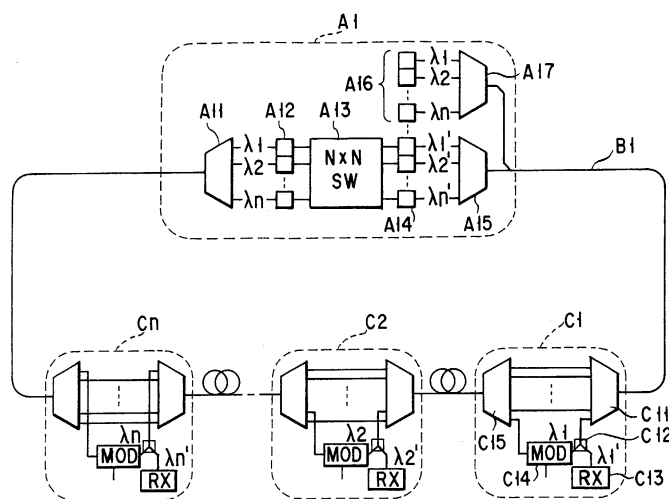 A1
A16
λ1
λ2
λn
A17
A11
A12
A13
λ1
λ2
λn
N×N
SW
λ1'
λ2'
λn'
A14
A15
B1
Cn
C2
C1
λn
MOD
λn'
RX
λ2
MOD
λ2'
RX
C15
λ1
MOD
C14
λ1'
RX
C11
C12
C13